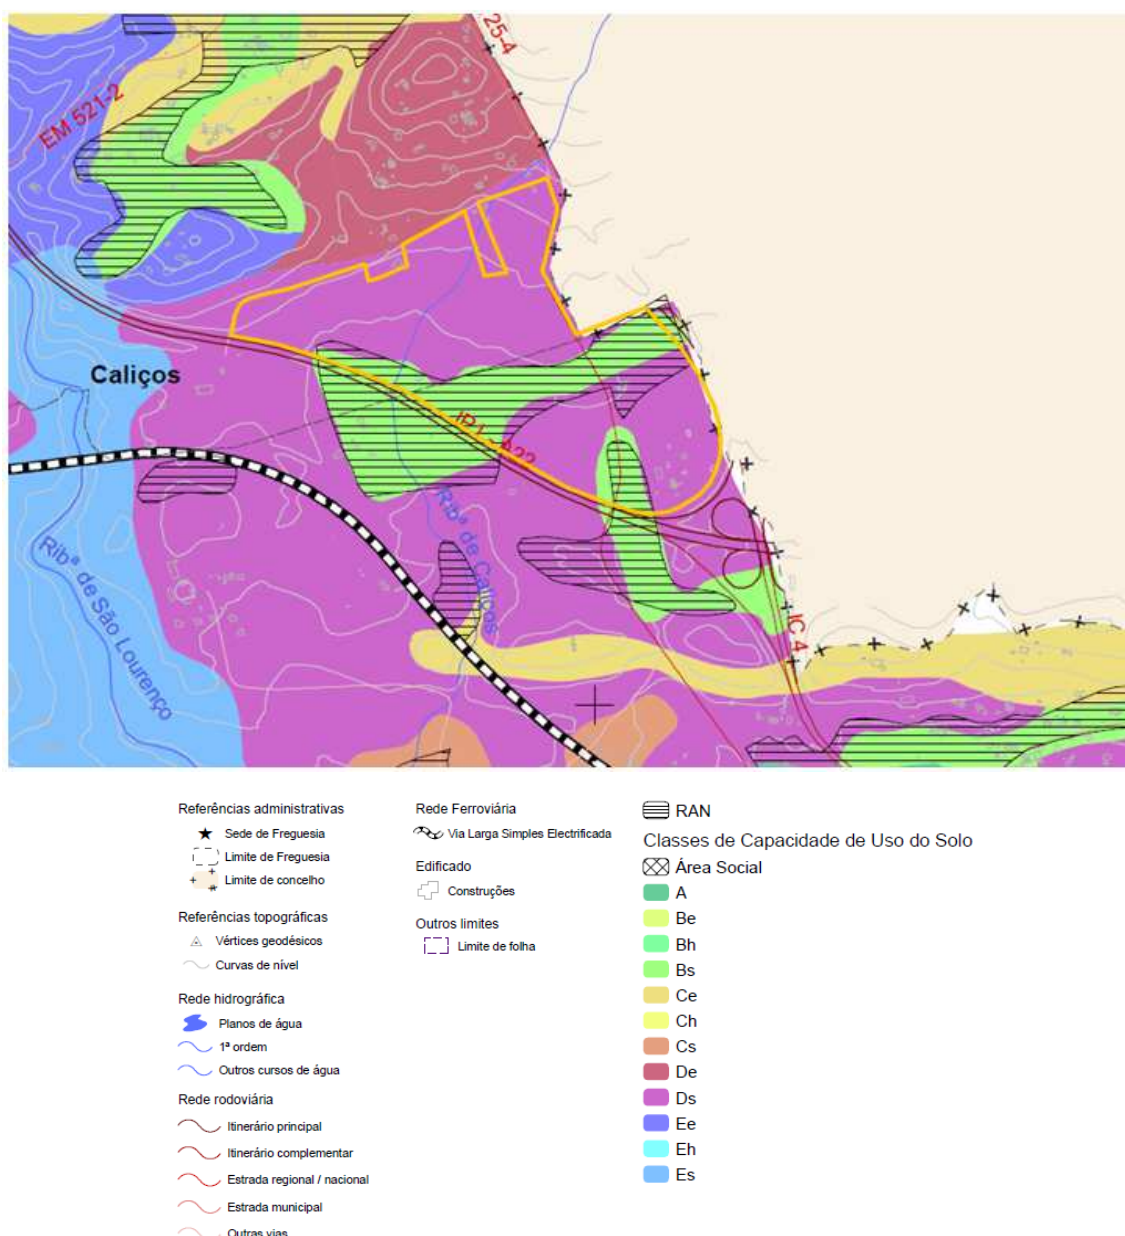 25-4
EM 521-2
Caliços
IP1 - A22
Ribª de Caliços
Ribª de São Lourenço
IC 4
Referências administrativas
Sede de Freguesia
Limite de Freguesia
Limite de concelho
Referências topográficas
Vértices geodésicos
Curvas de nível
Rede hidrográfica
Planos de água
1ª ordem
Outros cursos de água
Rede rodoviária
Itinerário principal
Itinerário complementar
Estrada regional / nacional
Estrada municipal
Outras vias
Rede Ferroviária
Via Larga Simples Electrificada
Edificado
Construções
Outros limites
Limite de folha
RAN
Classes de Capacidade de Uso do Solo
Área Social
A
Be
Bh
Bs
Ce
Ch
Cs
De
Ds
Ee
Eh
Es